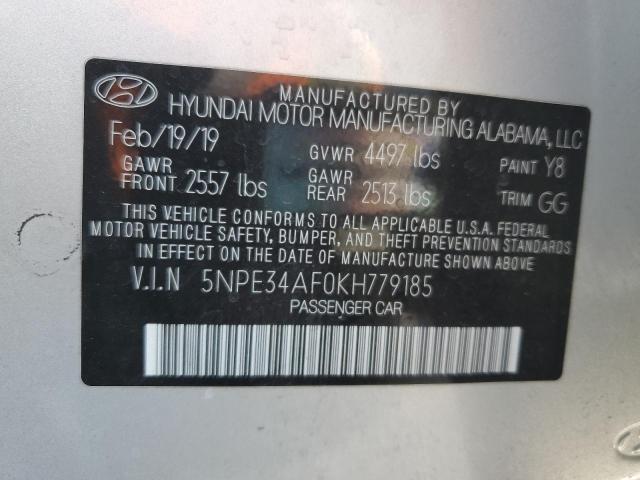 MANUFACTURED BY
HYUNDAI MOTOR MANUFACTURING ALABAMA, LLC
Feb/19/19 GVWR 4497 lbs PAINT Y8
GAWR FRONT 2557 lbs GAWR REAR 2513 lbs TRIM GG
THIS VEHICLE CONFORMS TO ALL APPLICABLE U.S.A. FEDERAL
MOTOR VEHICLE SAFETY, BUMPER, AND THEFT PREVENTION STANDARDS
IN EFFECT ON THE DATE OF MANUFACTURE SHOWN ABOVE.
V.I.N 5NPE34AF0KH779185
PASSENGER CAR